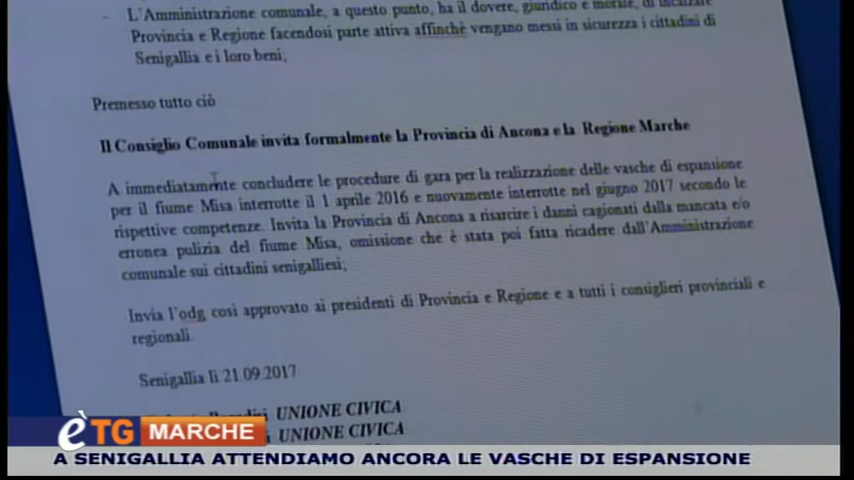 - L'Amministrazione comunale, a questo punto, ha il dovere, giuridico e morale, di incalzare
Provincia e Regione facendosi parte attiva affinchè vengano messi in sicurezza i cittadini di
Senigallia e i loro beni;
Premesso tutto ciò
Il Consiglio Comunale invita formalmente la Provincia di Ancona e la Regione Marche
A immediatamente concludere le procedure di gara per la realizzazione delle vasche di espansione
per il fiume Misa interrotte il 1 aprile 2016 e nuovamente interrotte nel giugno 2017 secondo le
rispettive competenze. Invita la Provincia di Ancona a risarcire i danni cagionati dalla mancata e/o
erronea pulizia del fiume Misa, omissione che è stata poi fatta ricadere dall'Amministrazione
comunale sui cittadini senigalliesi;
Invia l'odg così approvato ai presidenti di Provincia e Regione e a tutti i consiglieri provinciali e
regionali.
Senigallia lì 21.09.2017
UNIONE CIVICA
UNIONE CIVICA
è TG MARCHE
A SENIGALLIA ATTENDIAMO ANCORA LE VASCHE DI ESPANSIONE